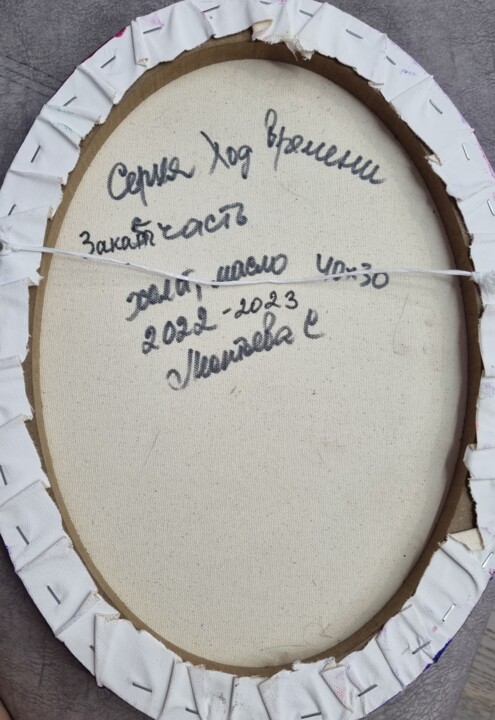 Серия Ход Времени
Закат часть
холст, масло 40х30
2022-2023